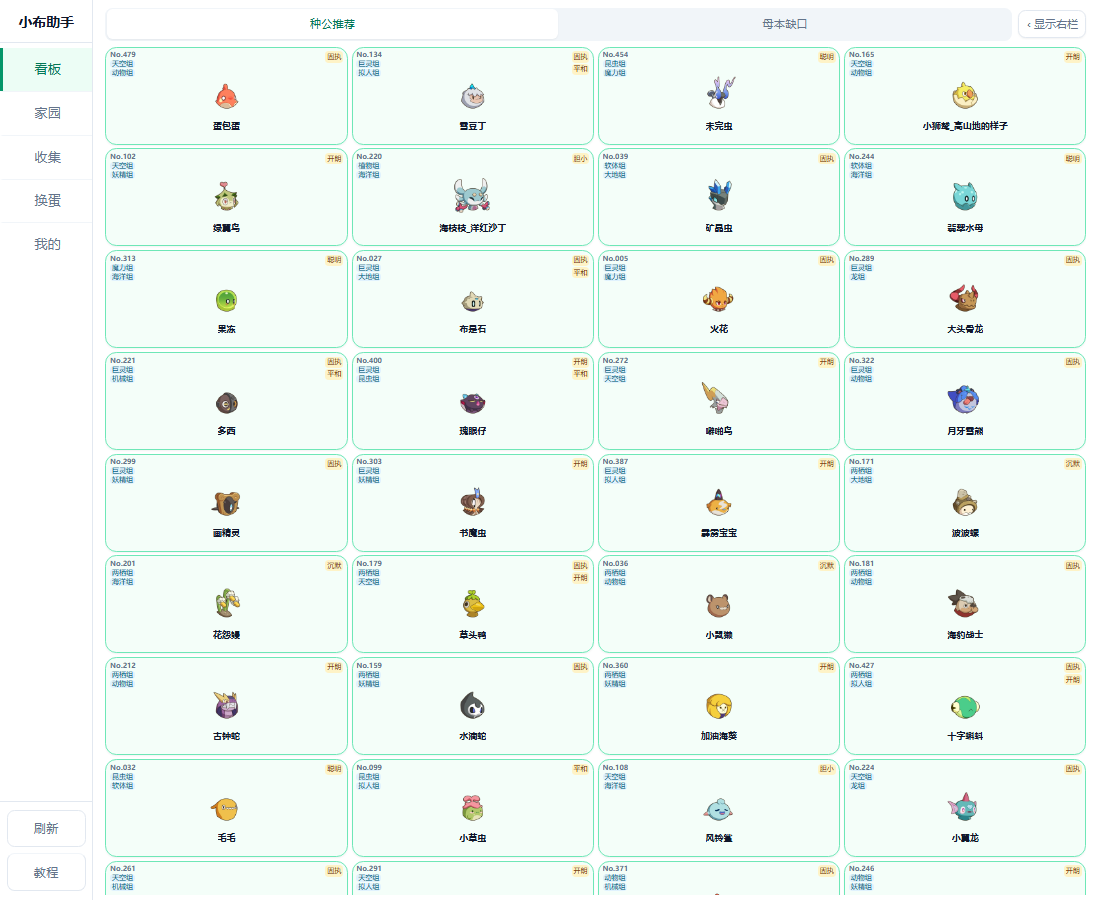 小布助手
看板
家园
收集
换蛋
我的
刷新
教程
种公推荐
母本缺口
‹ 显示右栏
No.479
天空组
动物组
固执
蛋包蛋
No.134
巨灵组
拟人组
固执
平和
雪豆丁
No.454
昆虫组
魔力组
聪明
未完虫
No.165
天空组
动物组
开朗
小狮鸷_高山地的样子
No.102
天空组
妖精组
开朗
绿翼鸟
No.220
植物组
海洋组
胆小
海枝枝_洋红沙丁
No.039
软体组
大地组
固执
矿晶虫
No.244
软体组
海洋组
聪明
翡翠水母
No.313
魔力组
海洋组
聪明
果冻
No.027
巨灵组
大地组
固执
平和
布是石
No.005
巨灵组
魔力组
固执
火花
No.289
巨灵组
龙组
固执
大头骨龙
No.221
巨灵组
机械组
固执
平和
多西
No.400
巨灵组
昆虫组
开朗
平和
瑰眼仔
No.272
巨灵组
天空组
开朗
噼啪鸟
No.322
巨灵组
动物组
固执
月牙雪熊
No.299
巨灵组
妖精组
固执
画精灵
No.303
巨灵组
妖精组
开朗
书魔虫
No.387
巨灵组
拟人组
开朗
霹雳宝宝
No.171
两栖组
大地组
沉默
波波螺
No.201
两栖组
海洋组
沉默
花怨嫚
No.179
两栖组
天空组
固执
开朗
草头鸭
No.036
两栖组
动物组
沉默
小鼠獭
No.181
两栖组
动物组
固执
海豹战士
No.212
两栖组
动物组
开朗
古钟蛇
No.159
两栖组
妖精组
固执
水滴蛇
No.360
两栖组
妖精组
开朗
加油海葵
No.427
两栖组
拟人组
固执
开朗
十字蝌蚪
No.032
昆虫组
软体组
聪明
毛毛
No.099
昆虫组
拟人组
平和
小草虫
No.108
天空组
海洋组
胆小
风铃鲨
No.224
天空组
龙组
固执
小翼龙
No.261
天空组
机械组
固执
No.291
天空组
拟人组
开朗
No.371
动物组
机械组
固执
No.246
动物组
妖精组
开朗